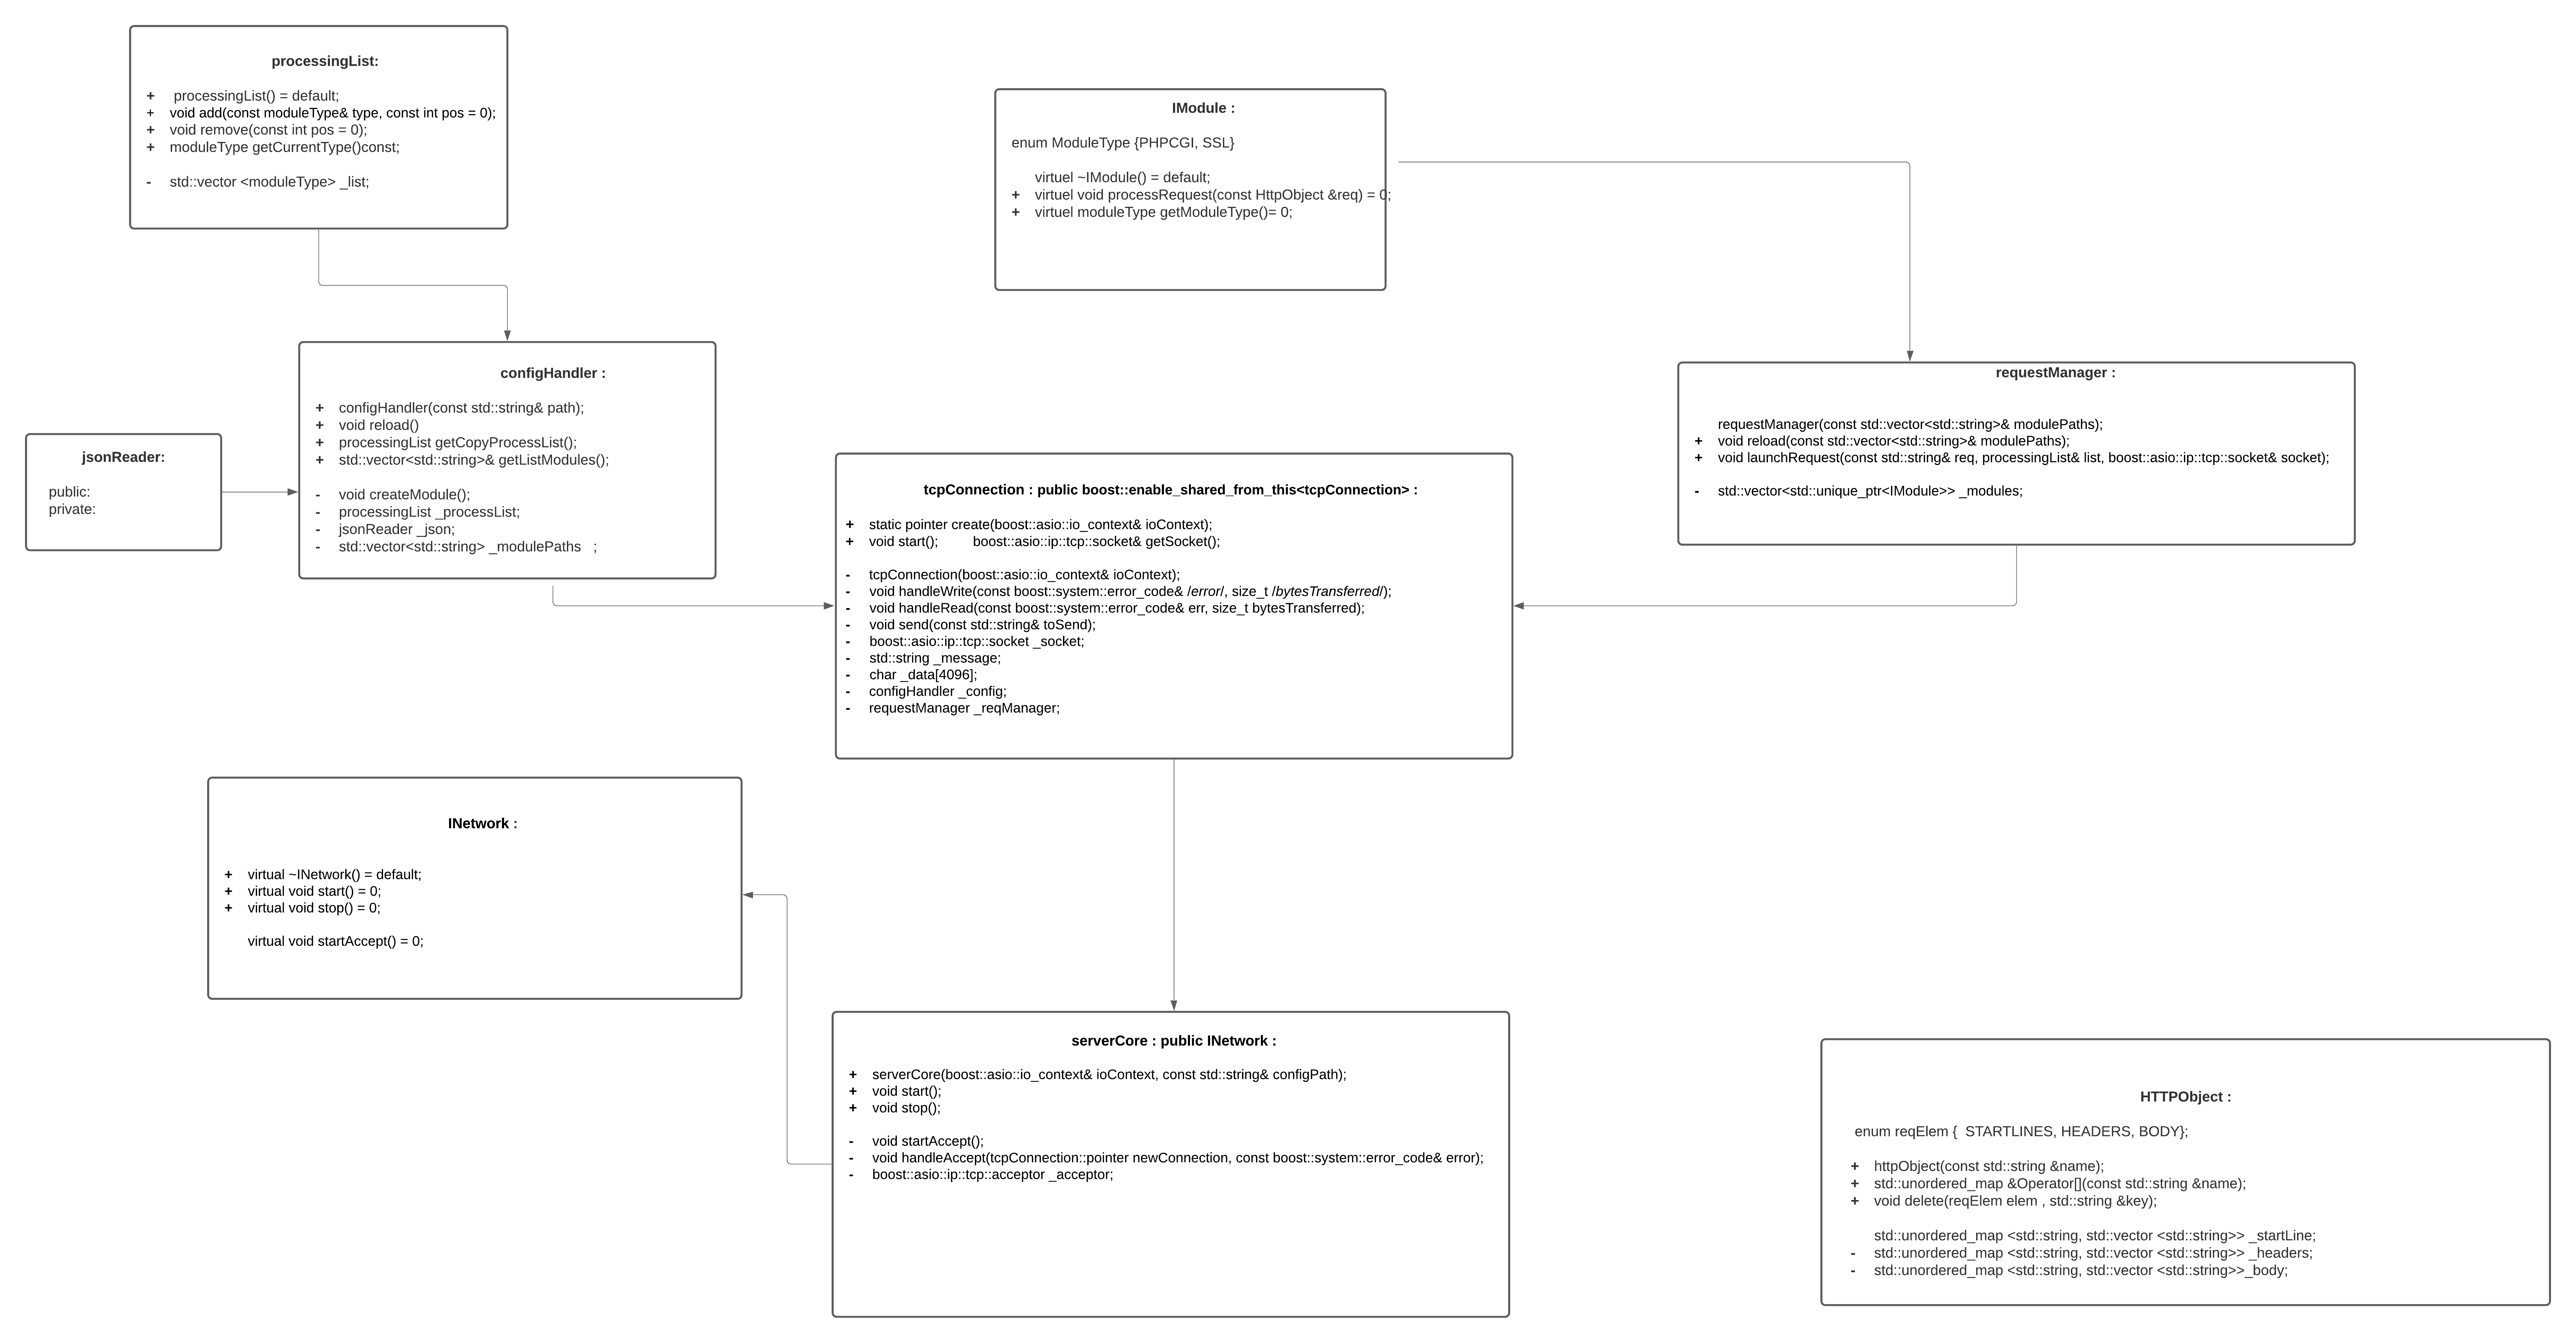 processingList:
+ processingList() = default;
+ void add(const moduleType& type, const int pos = 0);
+ void remove(const int pos = 0);
+ moduleType getCurrentType()const;
- std::vector <moduleType> _list;
IModule :
enum ModuleType {PHPCGI, SSL}
virtuel ~IModule() = default;
+ virtuel void processRequest(const HttpObject &req) = 0;
+ virtuel moduleType getModuleType()= 0;
configHandler :
+ configHandler(const std::string& path);
+ void reload()
+ processingList getCopyProcessList();
+ std::vector<std::string>& getListModules();
- void createModule();
- processingList _processList;
- jsonReader _json;
- std::vector<std::string> _modulePaths ;
requestManager :
requestManager(const std::vector<std::string>& modulePaths);
+ void reload(const std::vector<std::string>& modulePaths);
+ void launchRequest(const std::string& req, processingList& list, boost::asio::ip::tcp::socket& socket);
- std::vector<std::unique_ptr<IModule>> _modules;
jsonReader:
public:
private:
tcpConnection : public boost::enable_shared_from_this<tcpConnection> :
+ static pointer create(boost::asio::io_context& ioContext);
+ void start(); boost::asio::ip::tcp::socket& getSocket();
- tcpConnection(boost::asio::io_context& ioContext);
- void handleWrite(const boost::system::error_code& /error/, size_t /bytesTransferred/);
- void handleRead(const boost::system::error_code& err, size_t bytesTransferred);
- void send(const std::string& toSend);
- boost::asio::ip::tcp::socket _socket;
- std::string _message;
- char _data[4096];
- configHandler _config;
- requestManager _reqManager;
INetwork :
+ virtual ~INetwork() = default;
+ virtual void start() = 0;
+ virtual void stop() = 0;
virtual void startAccept() = 0;
serverCore : public INetwork :
+ serverCore(boost::asio::io_context& ioContext, const std::string& configPath);
+ void start();
+ void stop();
- void startAccept();
- void handleAccept(tcpConnection::pointer newConnection, const boost::system::error_code& error);
- boost::asio::ip::tcp::acceptor _acceptor;
HTTPObject :
enum reqElem { STARTLINES, HEADERS, BODY};
+ httpObject(const std::string &name);
+ std::unordered_map &Operator[](const std::string &name);
+ void delete(reqElem elem , std::string &key);
std::unordered_map <std::string, std::vector <std::string>> _startLine;
- std::unordered_map <std::string, std::vector <std::string>> _headers;
- std::unordered_map <std::string, std::vector <std::string>>_body;